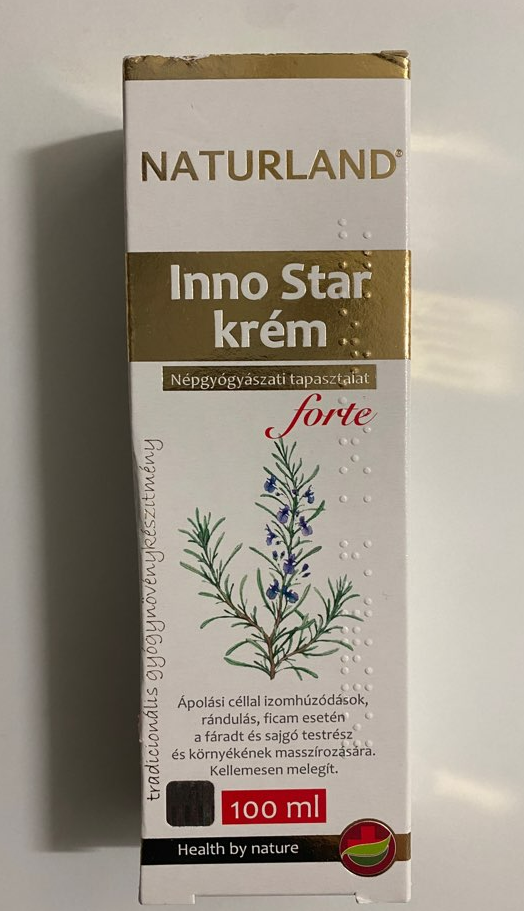 NATURLAND®
Inno Star
krém
Népgyógyászati tapasztalat
forte
tradicionális gyógynövénykészítmény
Ápolási céllal izomhúzódások,
rándulás, ficam esetén
a fáradt és sajgó testrész
és környékének masszírozására.
Kellemesen melegít.
100 ml
Health by nature